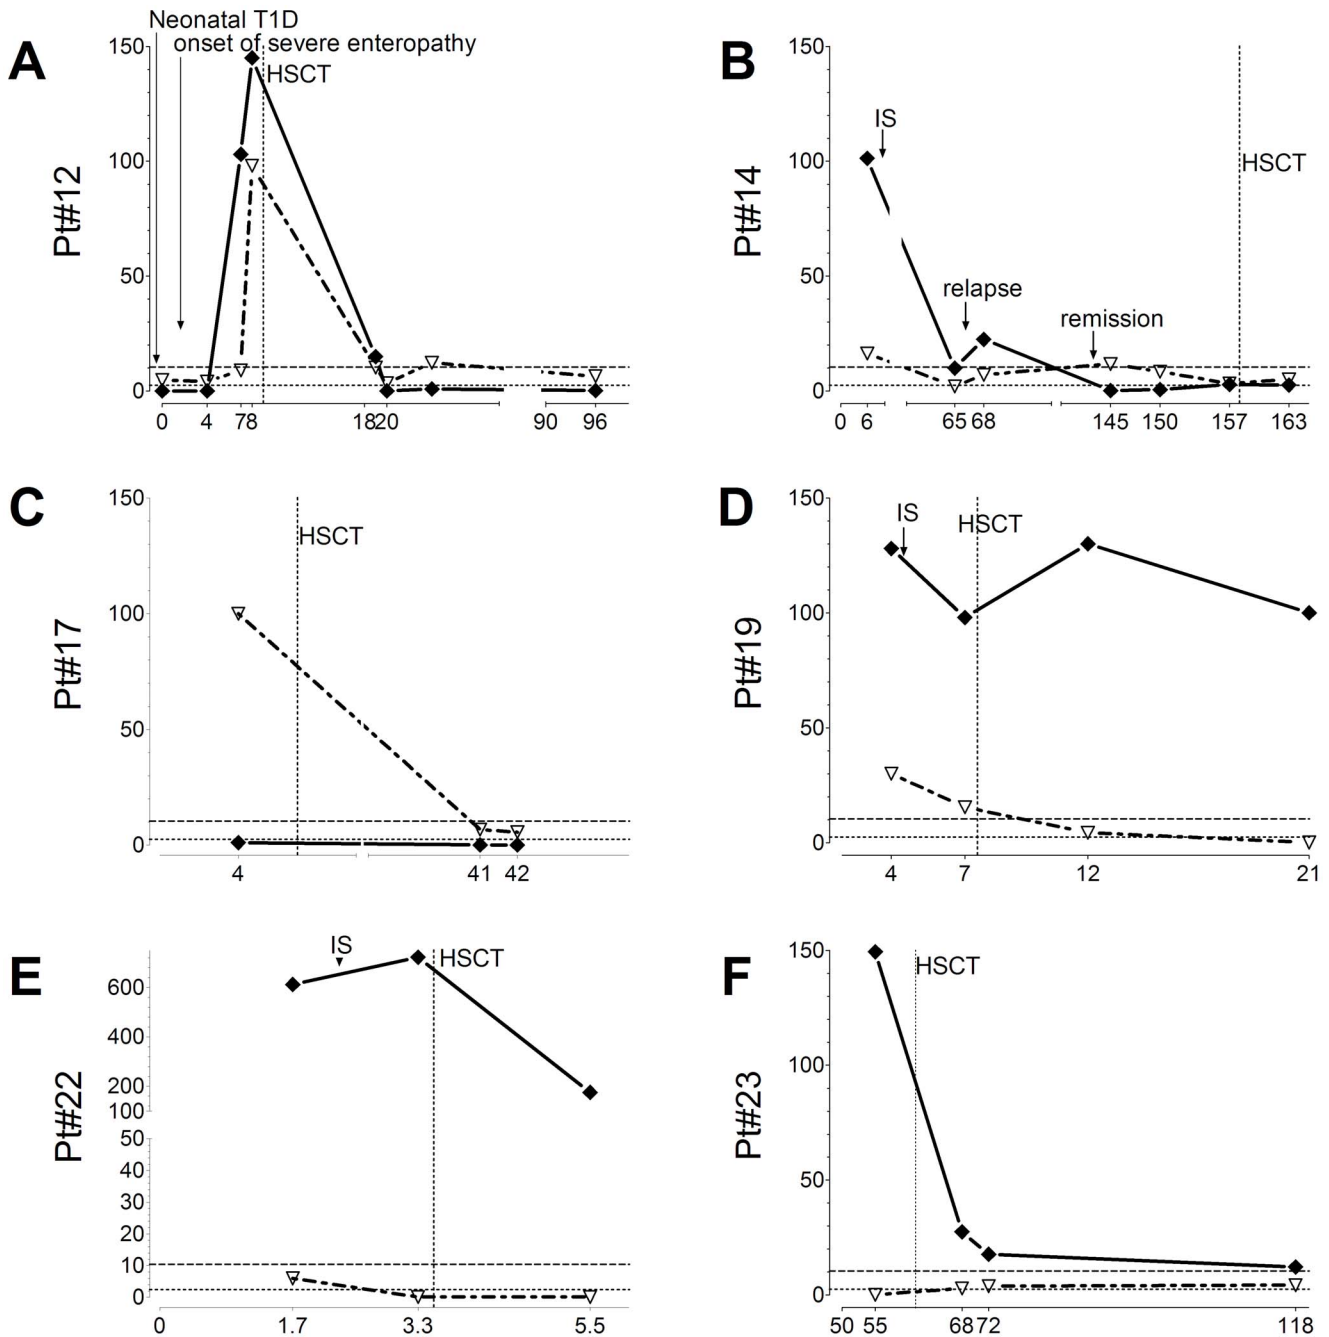 A
Pt#12
Neonatal T1D
onset of severe enteropathy
HSCT
150
100
50
0
0 4 78 1820 90 96
B
Pt#14
IS
HSCT
relapse
remission
150
100
50
0
0 6 65 68 145 150 157 163
C
Pt#17
HSCT
150
100
50
0
4 41 42
D
Pt#19
IS
HSCT
150
100
50
0
4 7 12 21
E
Pt#22
IS
HSCT
600
400
200
100
50
40
30
20
10
0
0 1.7 3.3 5.5
F
Pt#23
HSCT
150
100
50
0
50 55 68 72 118